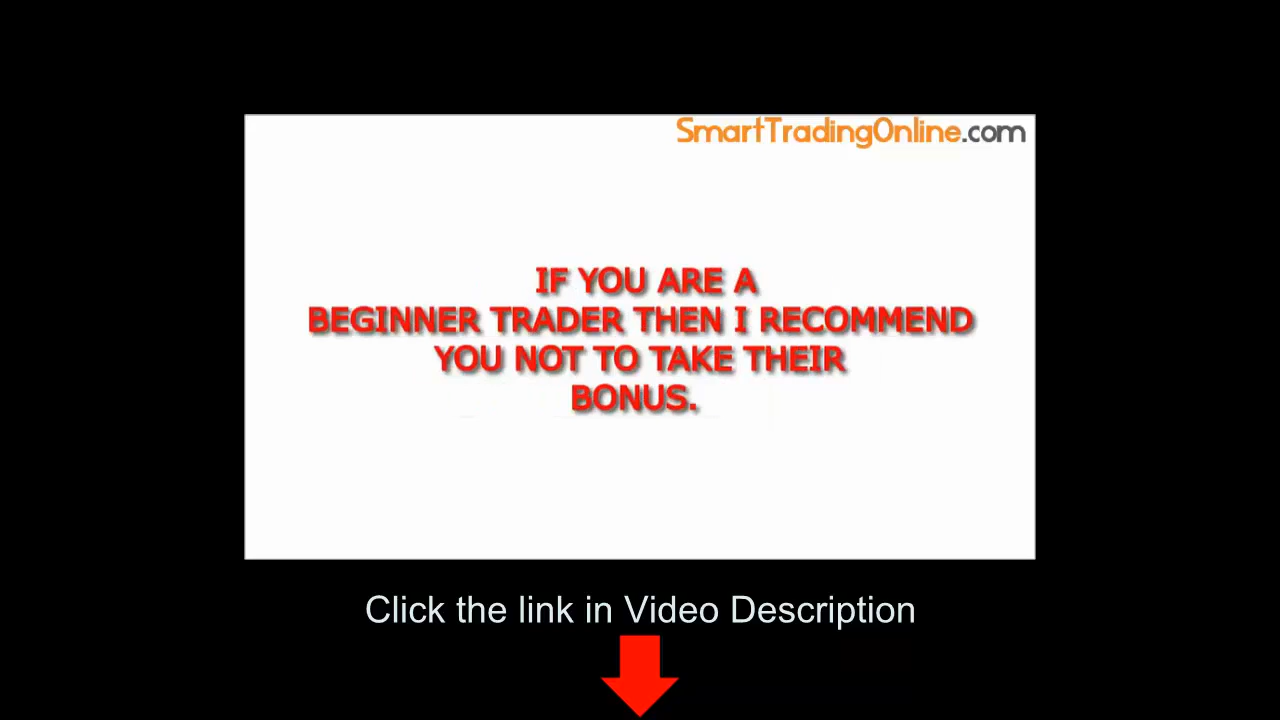 SmartTradingOnline.com
IF YOU ARE A
BEGINNER TRADER THEN I RECOMMEND
YOU NOT TO TAKE THEIR
BONUS.
Click the link in Video Description